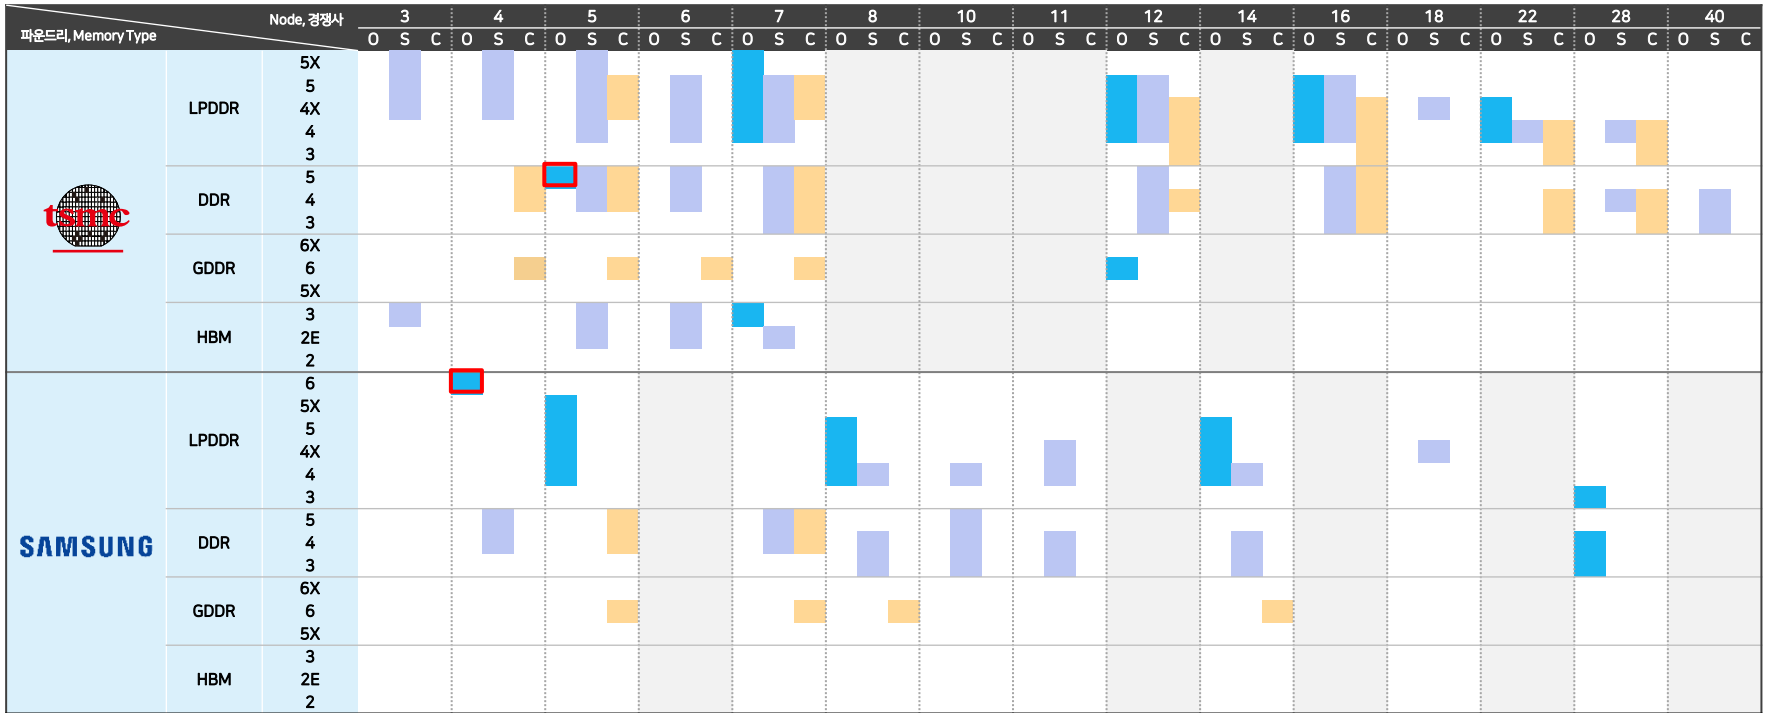 Node, 경쟁사 3 4 5 6 7 8 10 11 12 14 16 18 22 28 40
파운드리, Memory Type O S C O S C O S C O S C O S C O S C O S C O S C O S C O S C O S C O S C O S C O S C O S C
5X
5
LPDDR 4X
4
3
5
tsmc DDR 4
3
6X
GDDR 6
5X
3
HBM 2E
2
6
5X
5
LPDDR 4X
4
3
5
SAMSUNG DDR 4
3
6X
GDDR 6
5X
3
HBM 2E
2